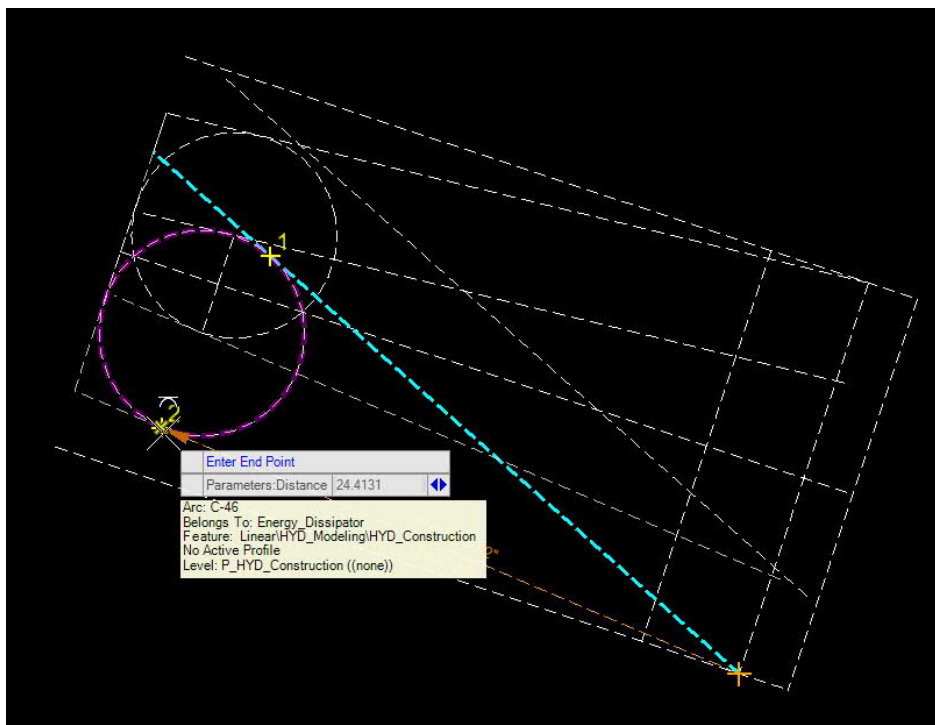 1
2
Enter End Point
Parameters:Distance 24.4131
Arc: C-46
Belongs To: Energy_Dissipator
Feature: Linear\HYD_Modeling\HYD_Construction
No Active Profile
Level: P_HYD_Construction ((none))